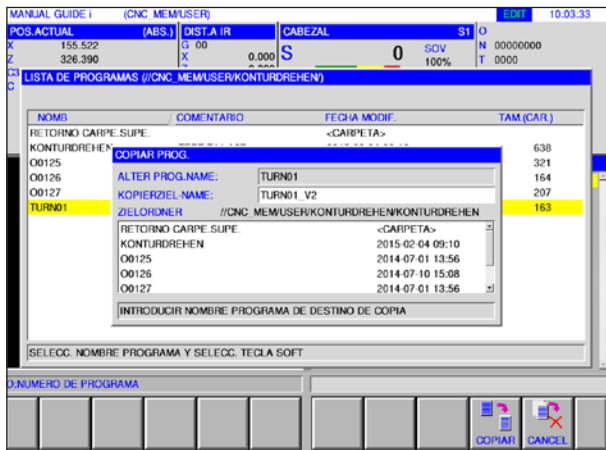 MANUAL GUIDE i (CNC_MEM/USER) EDIT 10:03:33
POS.ACTUAL (ABS.) DIST.A IR CABEZAL S1 O
X 155.522 G 00 S 0 SOV N 00000000
Z 326.390 X 0.000 100% T 0000
C3
C
LISTA DE PROGRAMAS (//CNC_MEM/USER/KONTURDREHEN/)
NOMB COMENTARIO FECHA MODIF. TAM.(CAR.)
RETORNO CARPE.SUPE. <CARPETA>
KONTURDREHEN 638
O0125 321
O0126 164
O0127 207
TURN01 163
COPIAR PROG.
ALTER PROG.NAME: TURN01
KOPIERZIEL-NAME: TURN01_V2
ZIELORDNER //CNC_MEM/USER/KONTURDREHEN/KONTURDREHEN
RETORNO CARPE.SUPE. <CARPETA>
KONTURDREHEN 2015-02-04 09:10
O0125 2014-07-01 13:56
O0126 2014-07-10 15:08
O0127 2014-07-01 13:56
INTRODUCIR NOMBRE PROGRAMA DE DESTINO DE COPIA
SELECC. NOMBRE PROGRAMA Y SELECC. TECLA SOFT
O:NUMERO DE PROGRAMA
COPIAR CANCEL